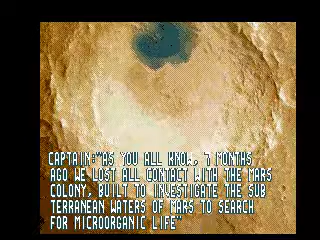 CAPTAIN:"AS YOU ALL KNOW, 7 MONTHS
AGO WE LOST ALL CONTACT WITH THE MARS
COLONY, BUILT TO INVESTIGATE THE SUB
TERRANEAN WATERS OF MARS TO SEARCH
FOR MICROORGANIC LIFE"